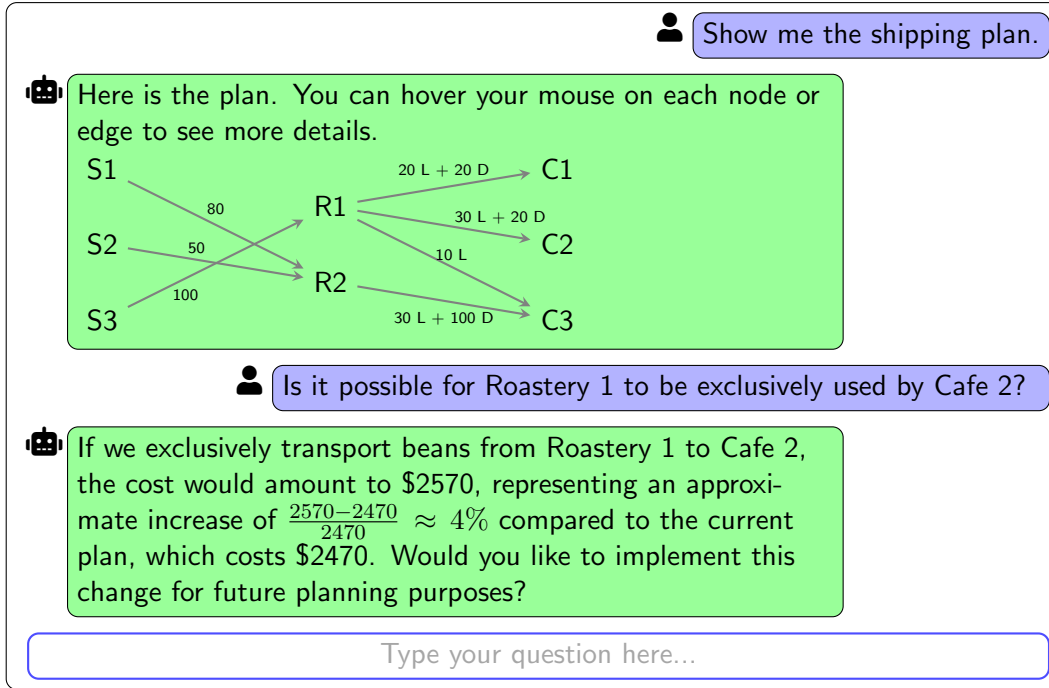 Show me the shipping plan.
Here is the plan. You can hover your mouse on each node or
edge to see more details.
S1
20 L + 20 D
C1
80
R1
30 L + 20 D
S2
50
C2
10 L
R2
100
S3
30 L + 100 D
C3
Is it possible for Roastery 1 to be exclusively used by Cafe 2?
If we exclusively transport beans from Roastery 1 to Cafe 2,
the cost would amount to $2570, representing an approxi-
mate increase of \frac{2570−2470}{2470} ≈ 4% compared to the current
plan, which costs $2470. Would you like to implement this
change for future planning purposes?
Type your question here...